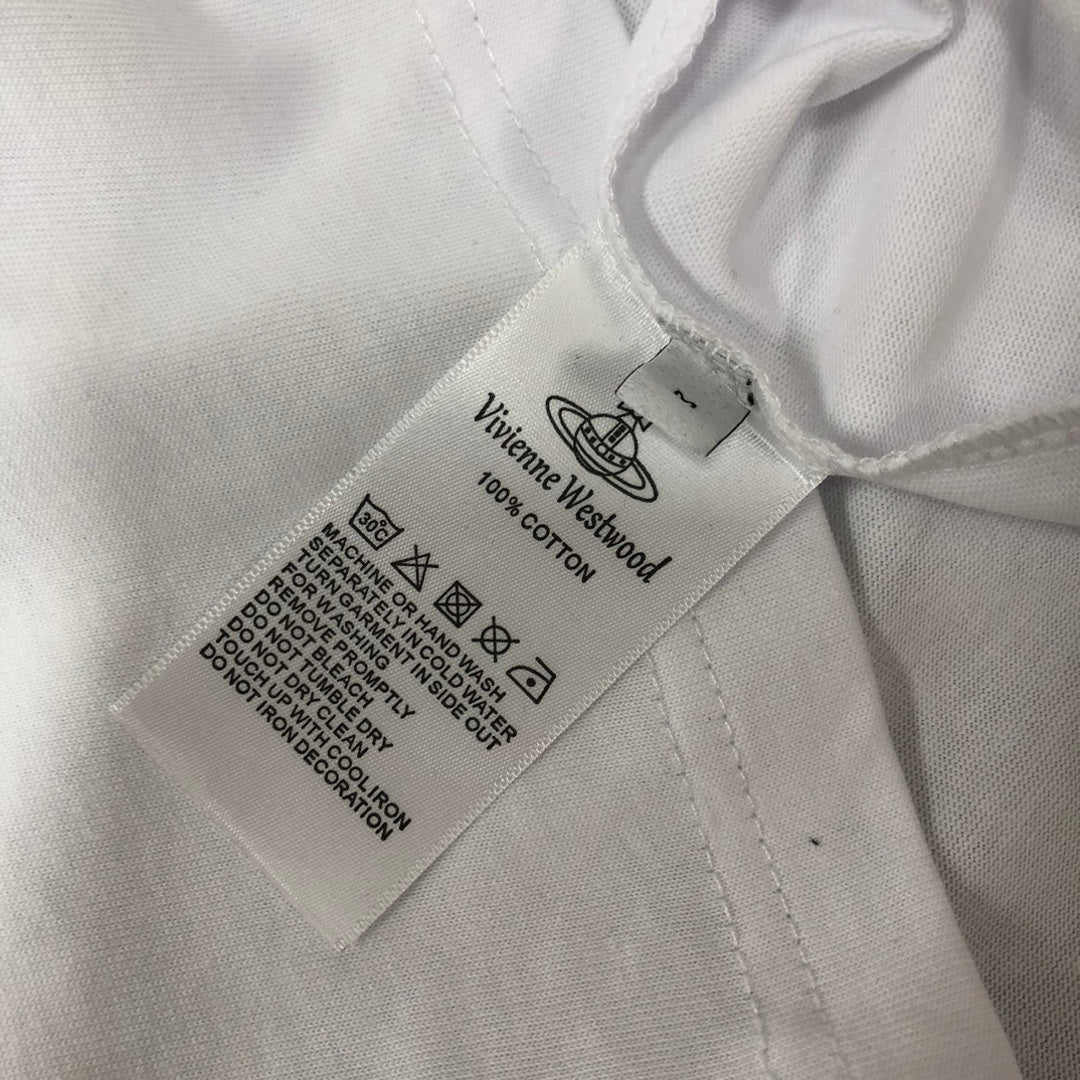 M
Vivienne Westwood
100% COTTON
30°C
MACHINE OR HAND WASH
SEPARATELY IN COLD WATER
TURN GARMENT IN SIDE OUT
FOR WASHING
REMOVE PROMPTLY
DO NOT BLEACH
DO NOT TUMBLE DRY
DO NOT DRY CLEAN
TOUCH UP WITH COOL IRON
DO NOT IRON DECORATION